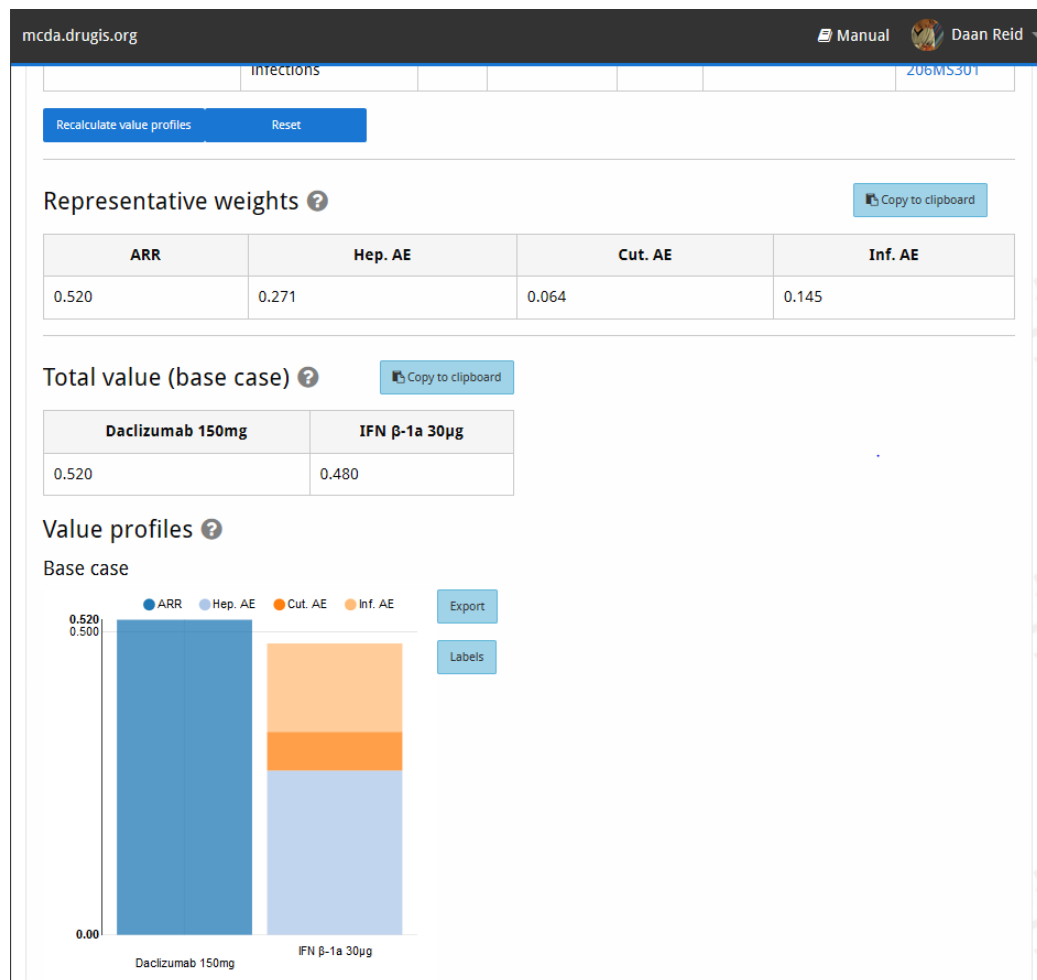 mcda.drugis.org Manual Daan Reid
Infections 206MS301
Recalculate value profiles Reset
Representative weights ? Copy to clipboard
ARR Hep. AE Cut. AE Inf. AE
0.520 0.271 0.064 0.145
Total value (base case) ? Copy to clipboard
Daclizumab 150mg IFN β-1a 30μg
0.520 0.480
Value profiles ?
Base case
ARR Hep. AE Cut. AE Inf. AE Export
0.520
0.500
Labels
0.00
IFN β-1a 30μg
Daclizumab 150mg